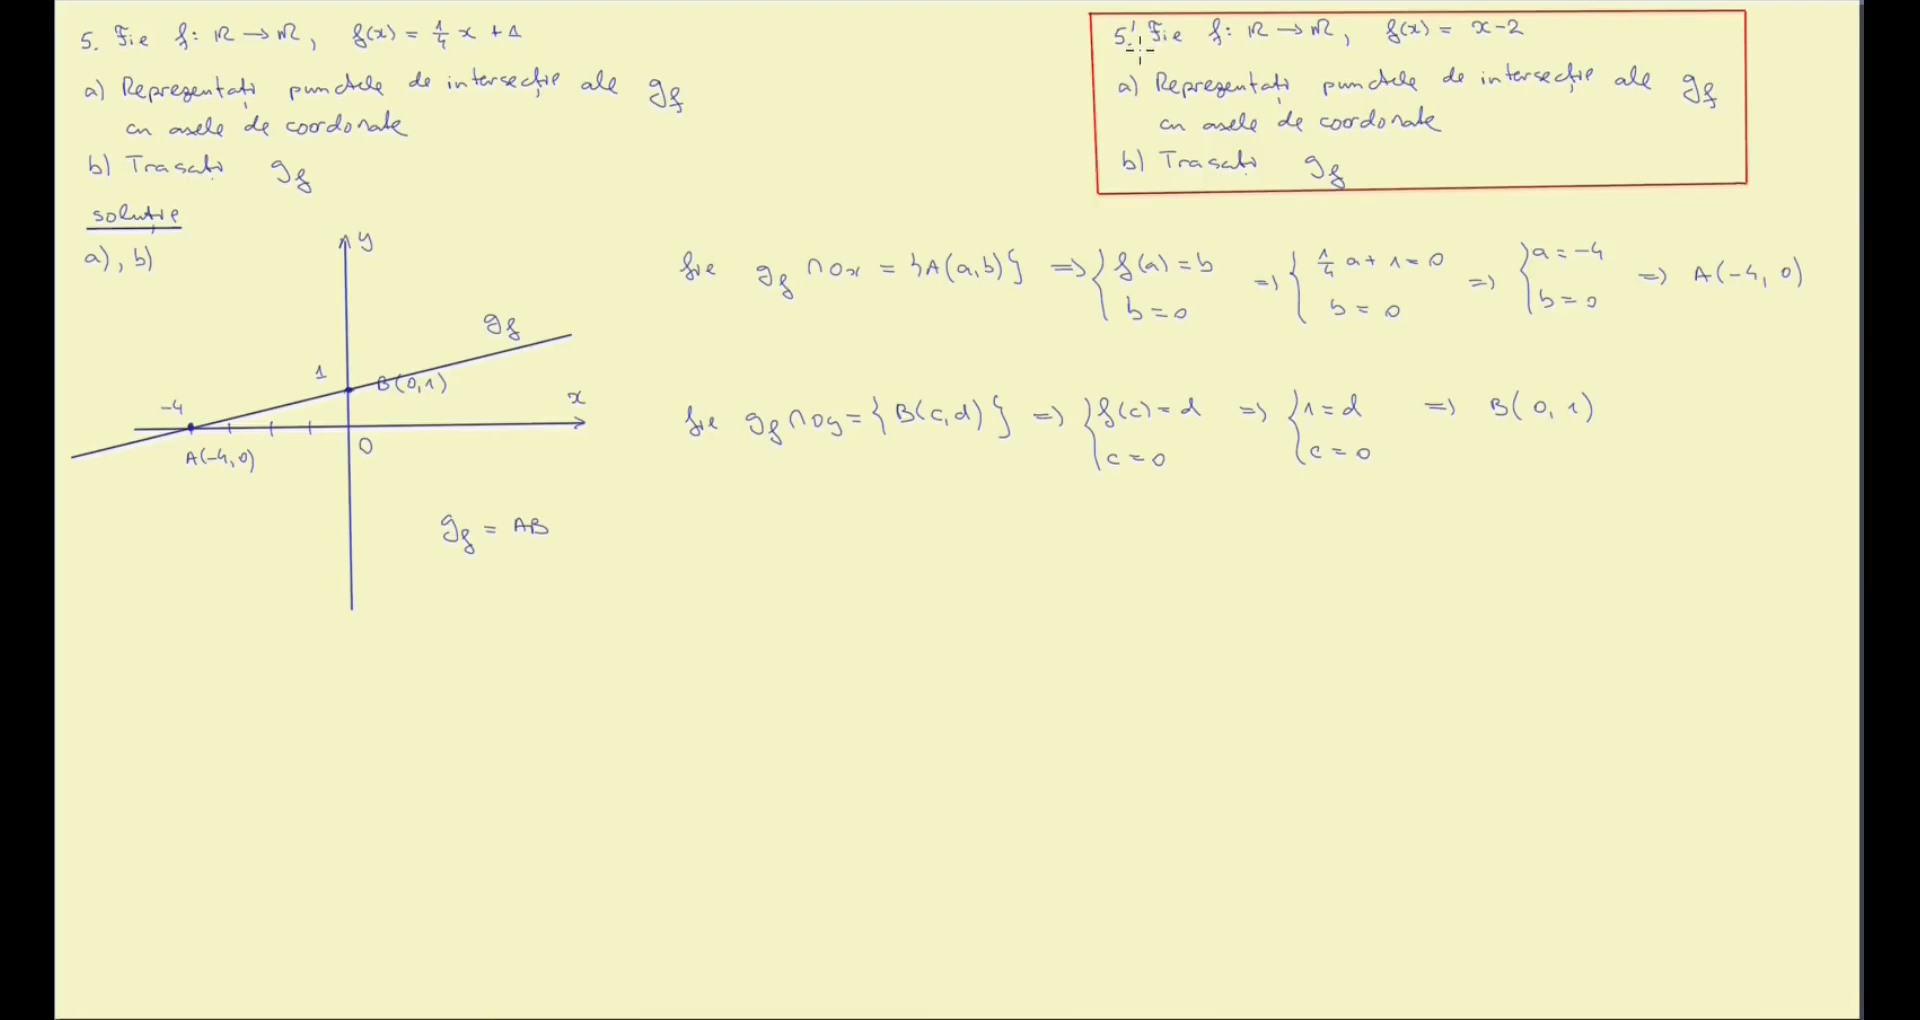 5. Fie f: ℝ → ℝ, f(x) = 1/4 x + 1
a) Reprezentați punctele de intersecție ale gf
cu axele de coordonate
b) Trasați gf
soluție
a), b)
y
gf
1
B(0,1)
-4
x
A(-4, 0)
O
gf = AB
5'. Fie f: ℝ → ℝ, f(x) = x-2
a) Reprezentați punctele de intersecție ale gf
cu axele de coordonate
b) Trasați gf
fie gf ∩ Ox = {A(a,b)} => { f(a) = b => { 1/4 a + 1 = 0 => { a = -4 => A(-4, 0)
b = 0 b = 0 b = 0
fie gf ∩ Oy = {B(c,d)} => { f(c) = d => { 1 = d => B(0, 1)
c = 0 c = 0